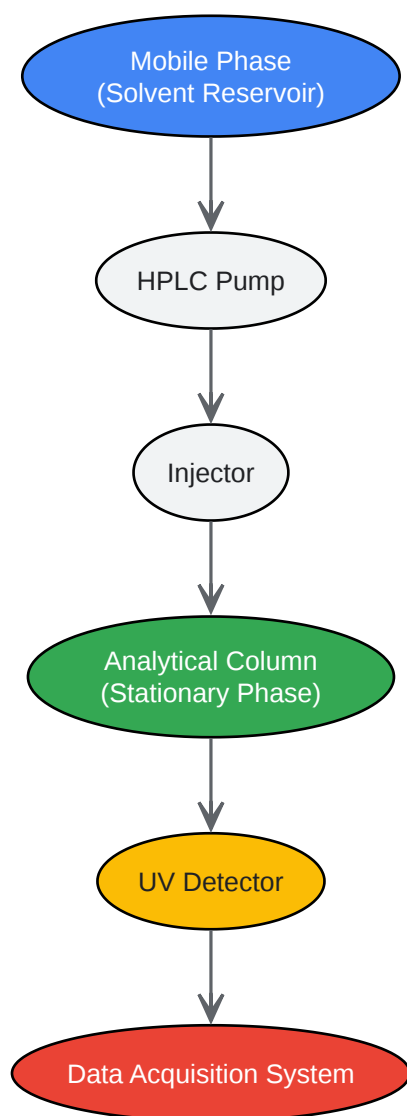 Mobile Phase
(Solvent Reservoir)
HPLC Pump
Injector
Analytical Column
(Stationary Phase)
UV Detector
Data Acquisition System